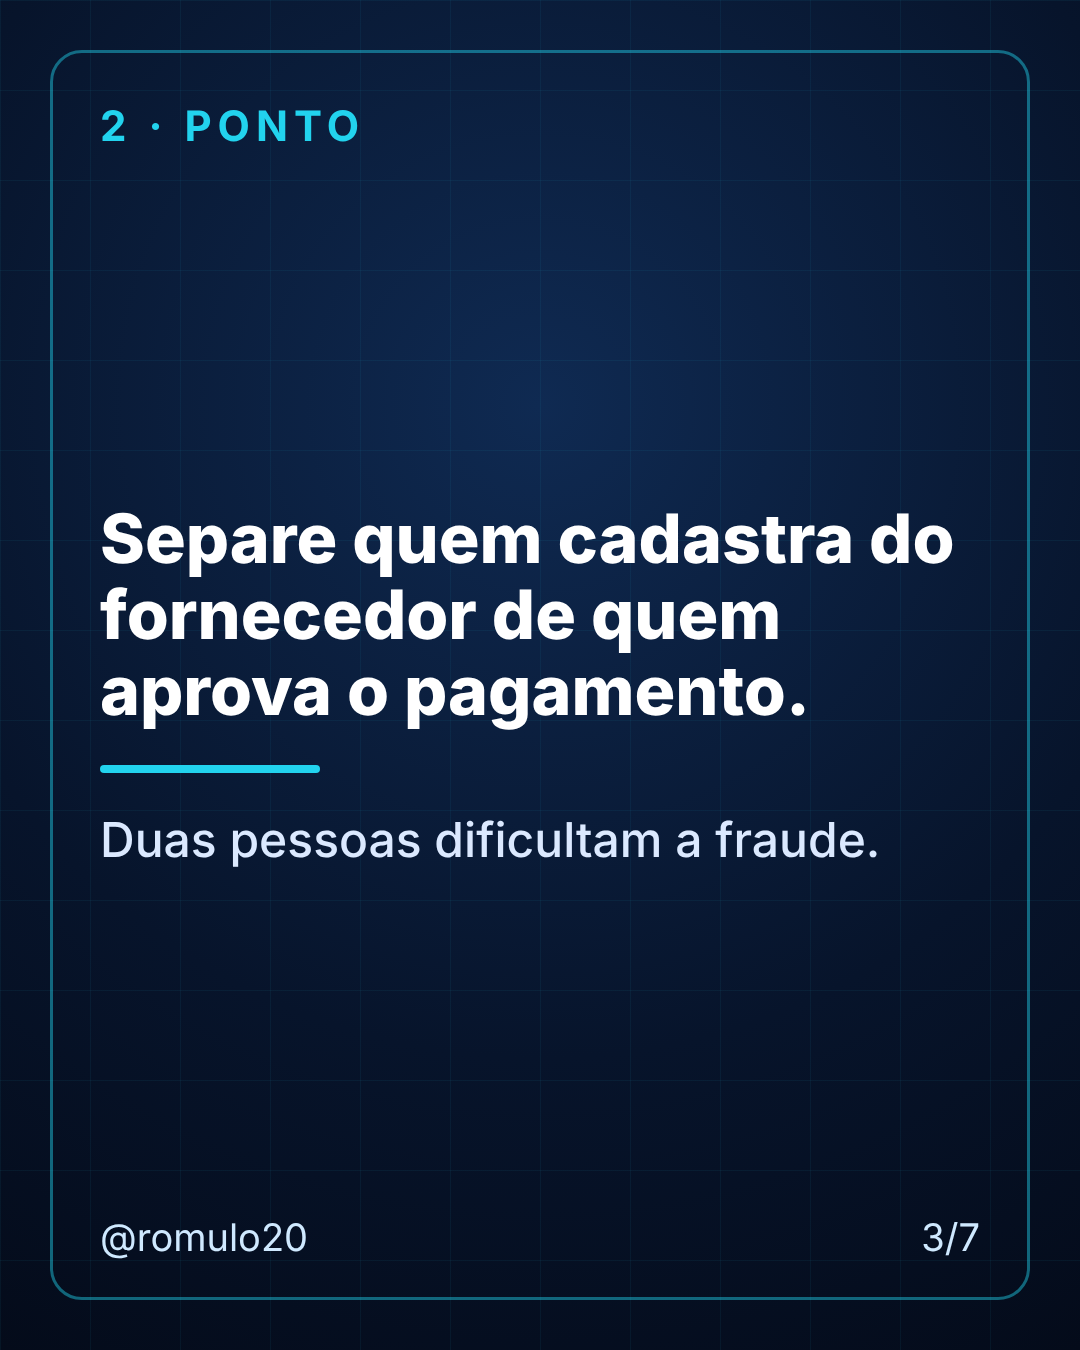 2 · PONTO
Separe quem cadastra do
fornecedor de quem
aprova o pagamento.
Duas pessoas dificultam a fraude.
@romulo20
3/7